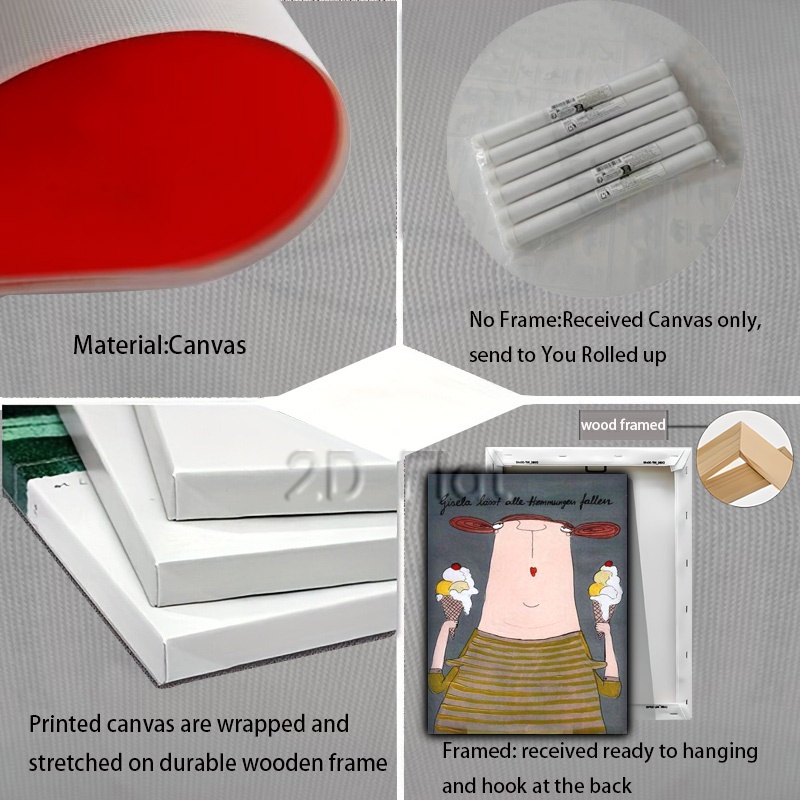 Material:Canvas
No Frame:Received Canvas only,
send to You Rolled up
2D Flat
wood framed
Gisela lässt alle Hemmungen fallen
Printed canvas are wrapped and
stretched on durable wooden frame
Framed: received ready to hanging
and hook at the back